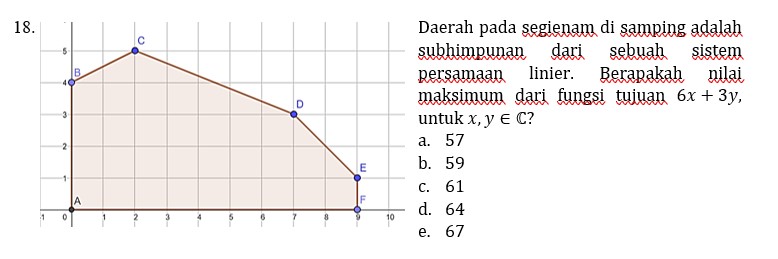 18.
5
4
3
2
1
C
B
D
E
A
F
1 0 1 2 3 4 5 6 7 8 9 10
Daerah pada segienam di samping adalah
subhimpunan dari sebuah sistem
persamaan linier. Berapakah nilai
maksimum dari fungsi tujuan 6x + 3y,
untuk x, y ∈ ℂ?
a. 57
b. 59
c. 61
d. 64
e. 67